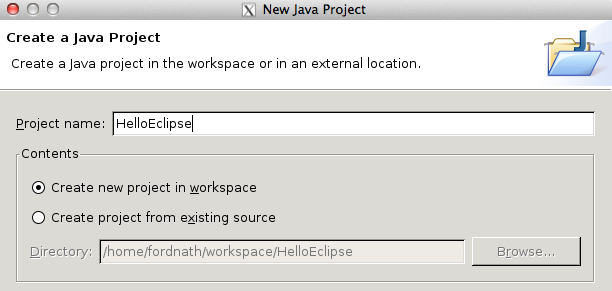 New Java Project
Create a Java Project
Create a Java project in the workspace or in an external location.
Project name: HelloEclipse
Contents
Create new project in workspace
Create project from existing source
Directory: /home/fordnath/workspace/HelloEclipse Browse...